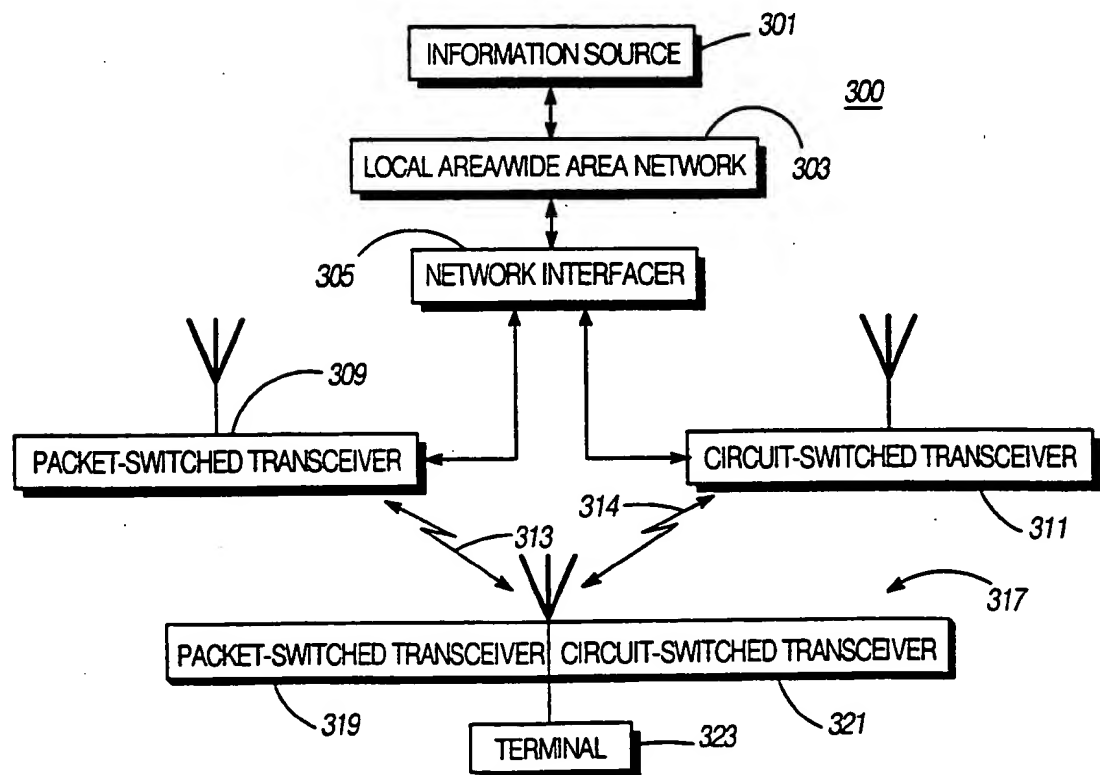 301
INFORMATION SOURCE
300
LOCAL AREA/WIDE AREA NETWORK
303
305
NETWORK INTERFACER
309
PACKET-SWITCHED TRANSCEIVER
CIRCUIT-SWITCHED TRANSCEIVER
314
311
313
317
PACKET-SWITCHED TRANSCEIVER CIRCUIT-SWITCHED TRANSCEIVER
319
321
TERMINAL
323